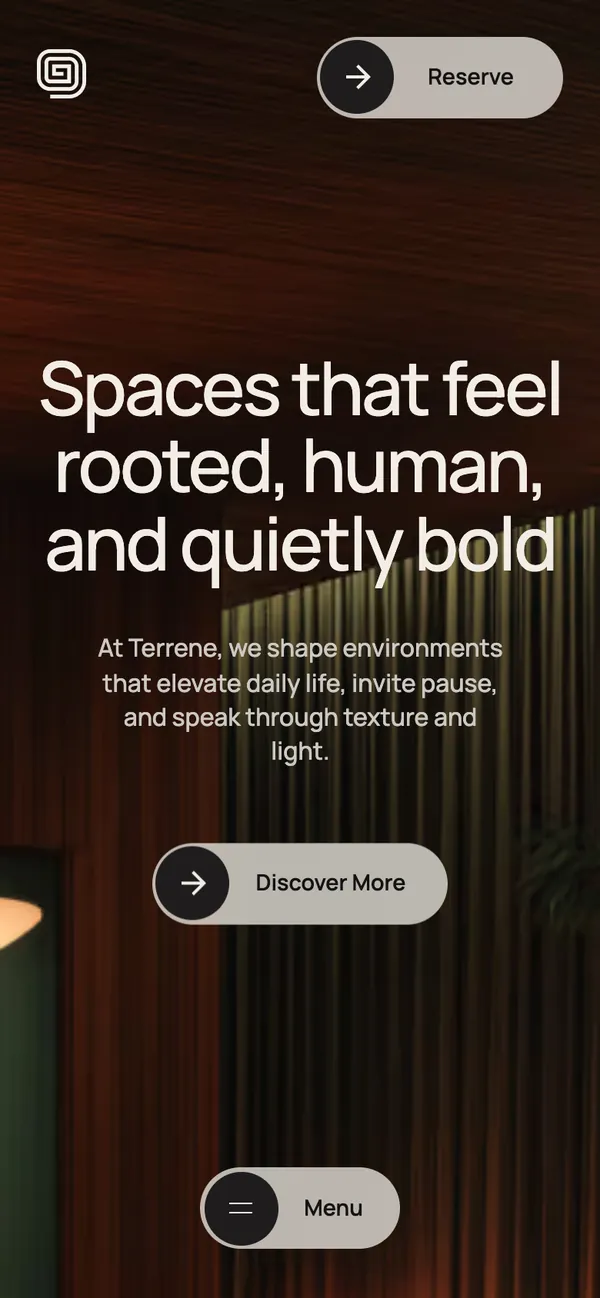 Reserve
Spaces that feel
rooted, human,
and quietly bold
At Terrene, we shape environments
that elevate daily life, invite pause,
and speak through texture and
light.
Discover More
Menu